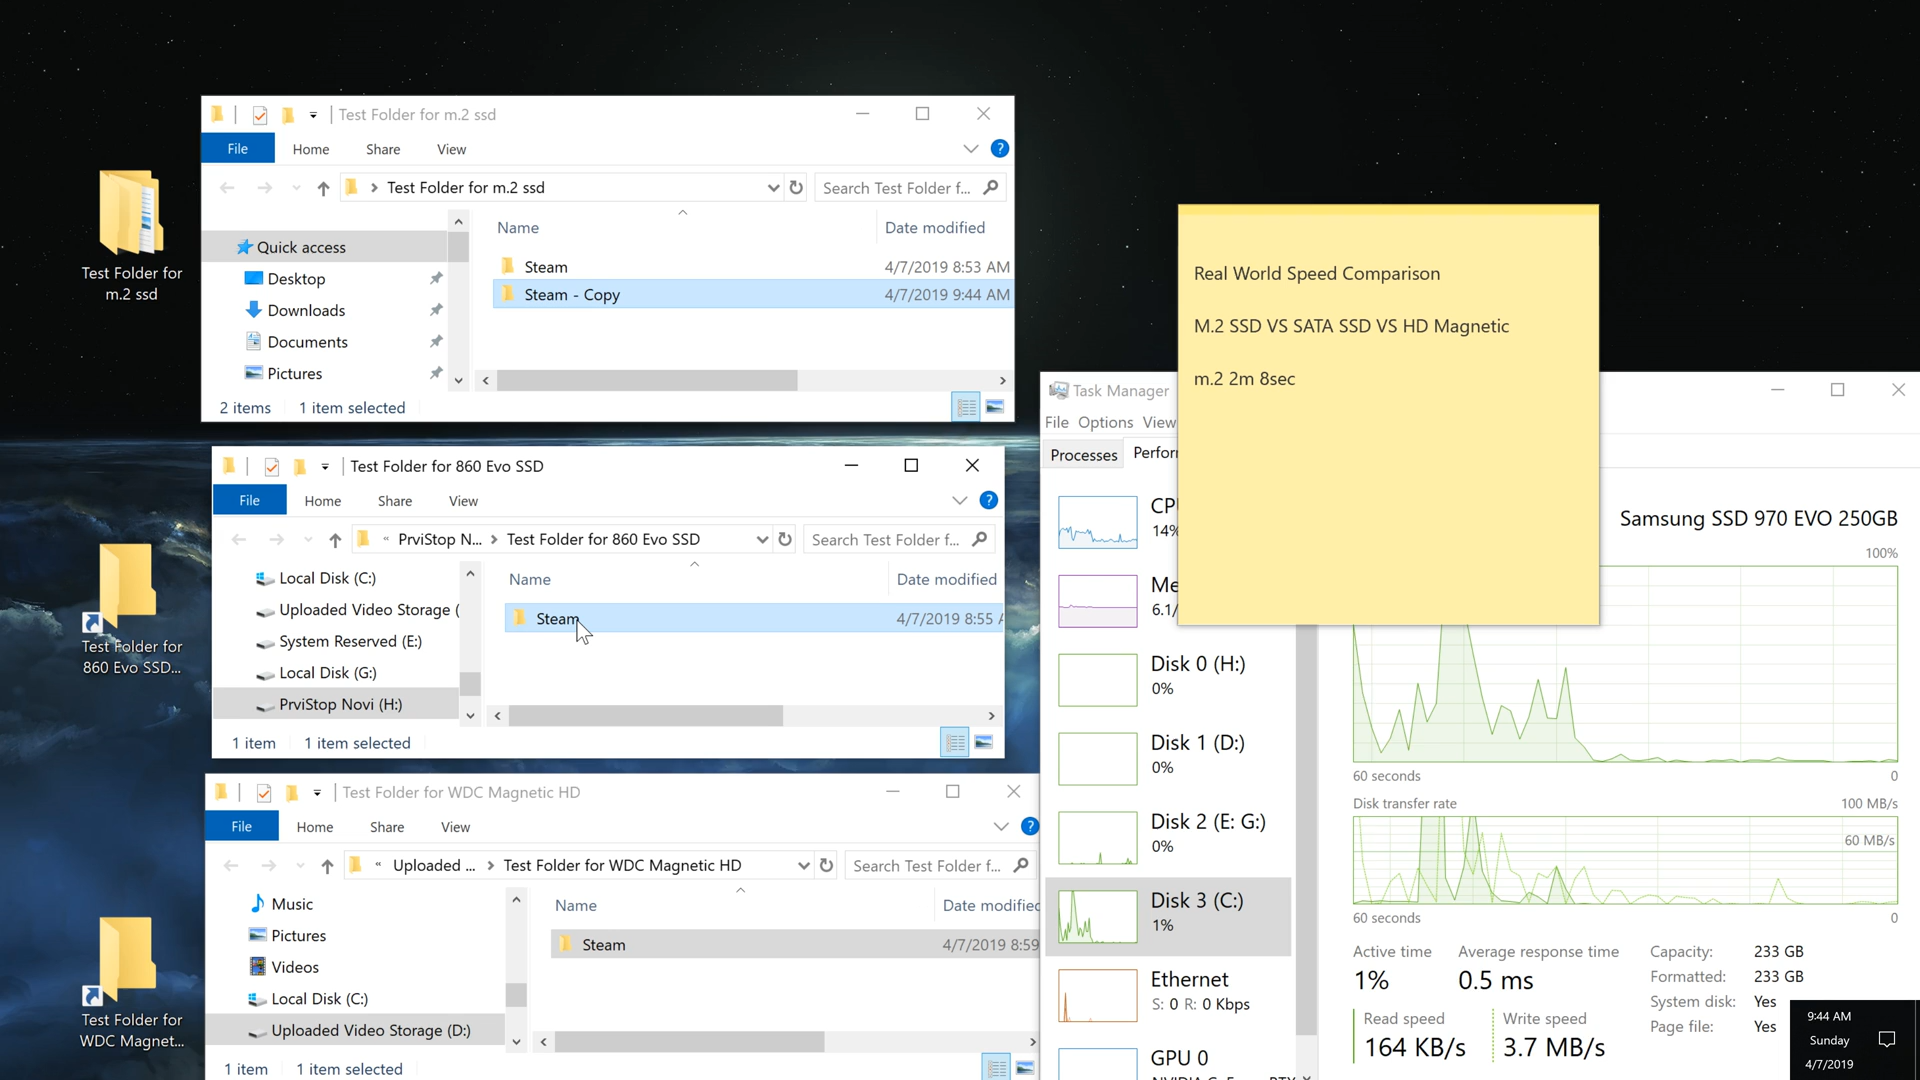 Test Folder for
m.2 ssd
Test Folder for
860 Evo SSD...
Test Folder for
WDC Magnet...
Test Folder for m.2 ssd
File Home Share View
Test Folder for m.2 ssd
Search Test Folder f...
Name Date modified
Quick access
Desktop
Downloads
Documents
Pictures
Steam 4/7/2019 8:53 AM
Steam - Copy 4/7/2019 9:44 AM
2 items 1 item selected
Test Folder for 860 Evo SSD
File Home Share View
« PrviStop N... Test Folder for 860 Evo SSD
Search Test Folder f...
Name Date modified
Local Disk (C:)
Uploaded Video Storage (
System Reserved (E:)
Local Disk (G:)
PrviStop Novi (H:)
Steam 4/7/2019 8:55
1 item 1 item selected
Test Folder for WDC Magnetic HD
File Home Share View
« Uploaded ... Test Folder for WDC Magnetic HD
Search Test Folder f...
Name Date modified
Music
Pictures
Videos
Local Disk (C:)
Uploaded Video Storage (D:)
Steam 4/7/2019 8:59
1 item 1 item selected
Real World Speed Comparison
M.2 SSD VS SATA SSD VS HD Magnetic
m.2 2m 8sec
Task Manager
File Options View
Processes Perfor
CP
14%
Me
6.1/
Disk 0 (H:)
0%
Disk 1 (D:)
0%
Disk 2 (E: G:)
0%
Disk 3 (C:)
1%
Ethernet
S: 0 R: 0 Kbps
GPU 0
Samsung SSD 970 EVO 250GB
100%
60 seconds 0
Disk transfer rate 100 MB/s
60 MB/s
60 seconds 0
Active time
1%
Average response time
0.5 ms
Read speed
164 KB/s
Write speed
3.7 MB/s
Capacity: 233 GB
Formatted: 233 GB
System disk: Yes
Page file: Yes
9:44 AM
Sunday
4/7/2019